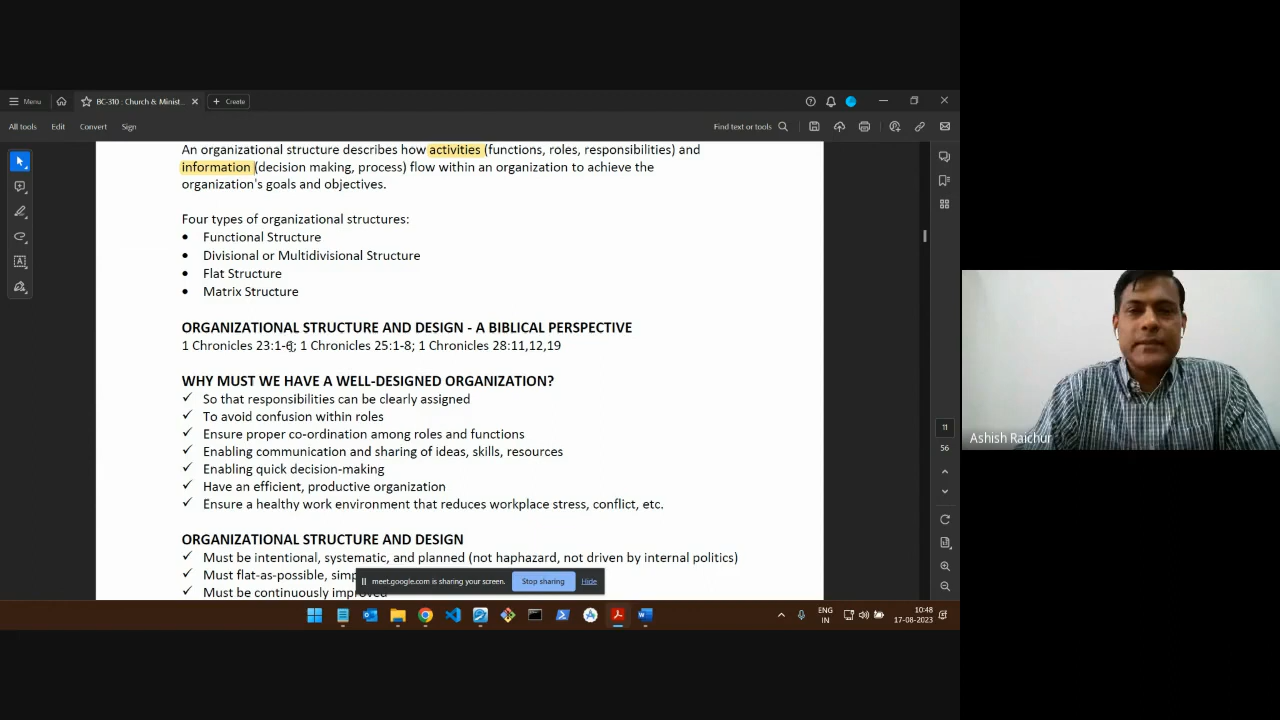 Menu
BC-310 : Church & Minist...
Create
All tools
Edit
Convert
Sign
Find text or tools
An organizational structure describes how activities (functions, roles, responsibilities) and
information (decision making, process) flow within an organization to achieve the
organization's goals and objectives.
Four types of organizational structures:
• Functional Structure
• Divisional or Multidivisional Structure
• Flat Structure
• Matrix Structure
ORGANIZATIONAL STRUCTURE AND DESIGN - A BIBLICAL PERSPECTIVE
1 Chronicles 23:1-6; 1 Chronicles 25:1-8; 1 Chronicles 28:11,12,19
WHY MUST WE HAVE A WELL-DESIGNED ORGANIZATION?
✓ So that responsibilities can be clearly assigned
✓ To avoid confusion within roles
✓ Ensure proper co-ordination among roles and functions
✓ Enabling communication and sharing of ideas, skills, resources
✓ Enabling quick decision-making
✓ Have an efficient, productive organization
✓ Ensure a healthy work environment that reduces workplace stress, conflict, etc.
ORGANIZATIONAL STRUCTURE AND DESIGN
✓ Must be intentional, systematic, and planned (not haphazard, not driven by internal politics)
✓ Must flat-as-possible,
✓ Must be continuously improved
meet.google.com is sharing your screen.
Stop sharing
Hide
11
56
Ashish Raichur
ENG
IN
10:48
17-08-2023